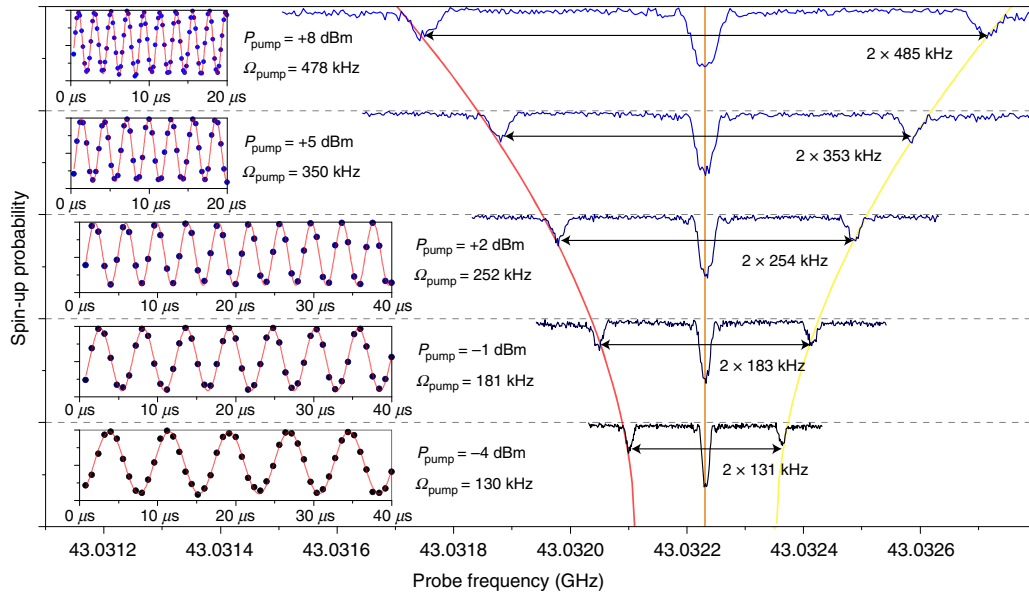 P_pump = +8 dBm
Ω_pump = 478 kHz
0 µs 10 µs 20 µs
2 × 485 kHz
P_pump = +5 dBm
Ω_pump = 350 kHz
0 µs 10 µs 20 µs
2 × 353 kHz
P_pump = +2 dBm
Ω_pump = 252 kHz
0 µs 10 µs 20 µs 30 µs 40 µs
2 × 254 kHz
P_pump = −1 dBm
Ω_pump = 181 kHz
0 µs 10 µs 20 µs 30 µs 40 µs
2 × 183 kHz
P_pump = −4 dBm
Ω_pump = 130 kHz
0 µs 10 µs 20 µs 30 µs 40 µs
2 × 131 kHz
Spin-up probability
43.0312 43.0314 43.0316 43.0318 43.0320 43.0322 43.0324 43.0326
Probe frequency (GHz)